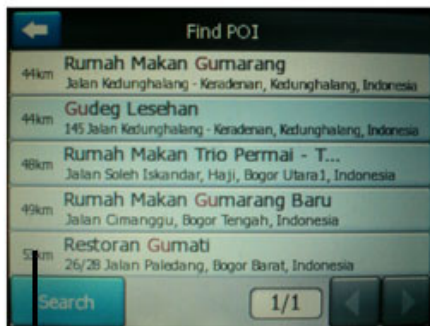 Find POI
44km Rumah Makan Gumarang
Jalan Kedunghalang - Keradenan, Kedunghalang, Indonesia
44km Gudeg Lesehan
145 Jalan Kedunghalang - Keradenan, Kedunghalang, Indonesia
48km Rumah Makan Trio Permai - T...
Jalan Soleh Iskandar, Haji, Bogor Utara1, Indonesia
49km Rumah Makan Gumarang Baru
Jalan Cimanggu, Bogor Tengah, Indonesia
Restoran Gumati
26/28 Jalan Paledang, Bogor Barat, Indonesia
Search 1/1